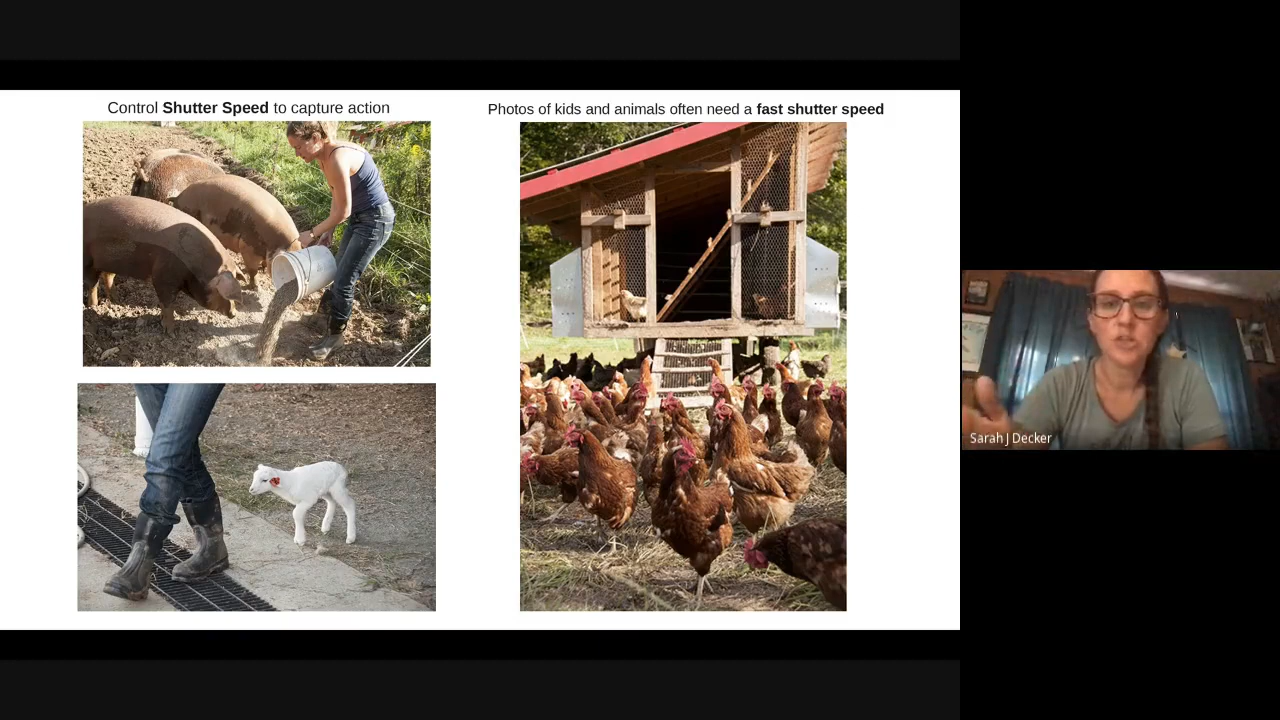 Control Shutter Speed to capture action
Photos of kids and animals often need a fast shutter speed
Sarah J Decker